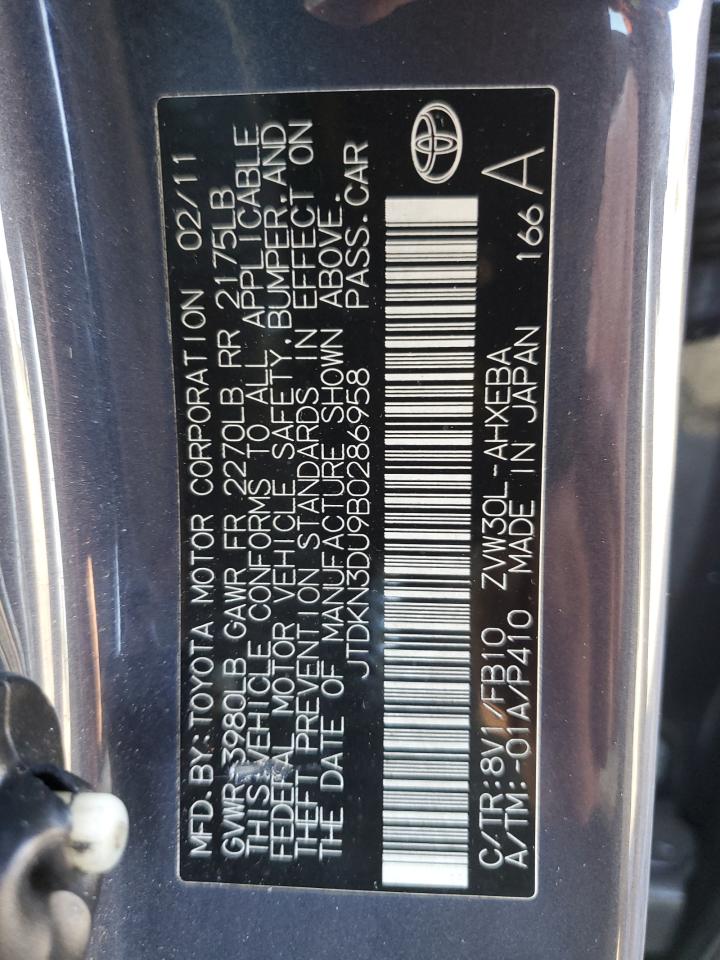 MFD. BY: TOYOTA MOTOR CORPORATION 02/11
GVWR 3980LB GAWR FR 2270LB RR 2175LB
THIS VEHICLE CONFORMS TO ALL APPLICABLE
FEDERAL MOTOR VEHICLE SAFETY, BUMPER, AND
THEFT PREVENTION STANDARDS IN EFFECT ON
THE DATE OF MANUFACTURE SHOWN ABOVE.
JTDKN3DU9B0286958 PASS. CAR
C/TR: 8V1/FB10 ZVW30L-AHXEBA
A/TM: -01A/P410 MADE IN JAPAN 166 A